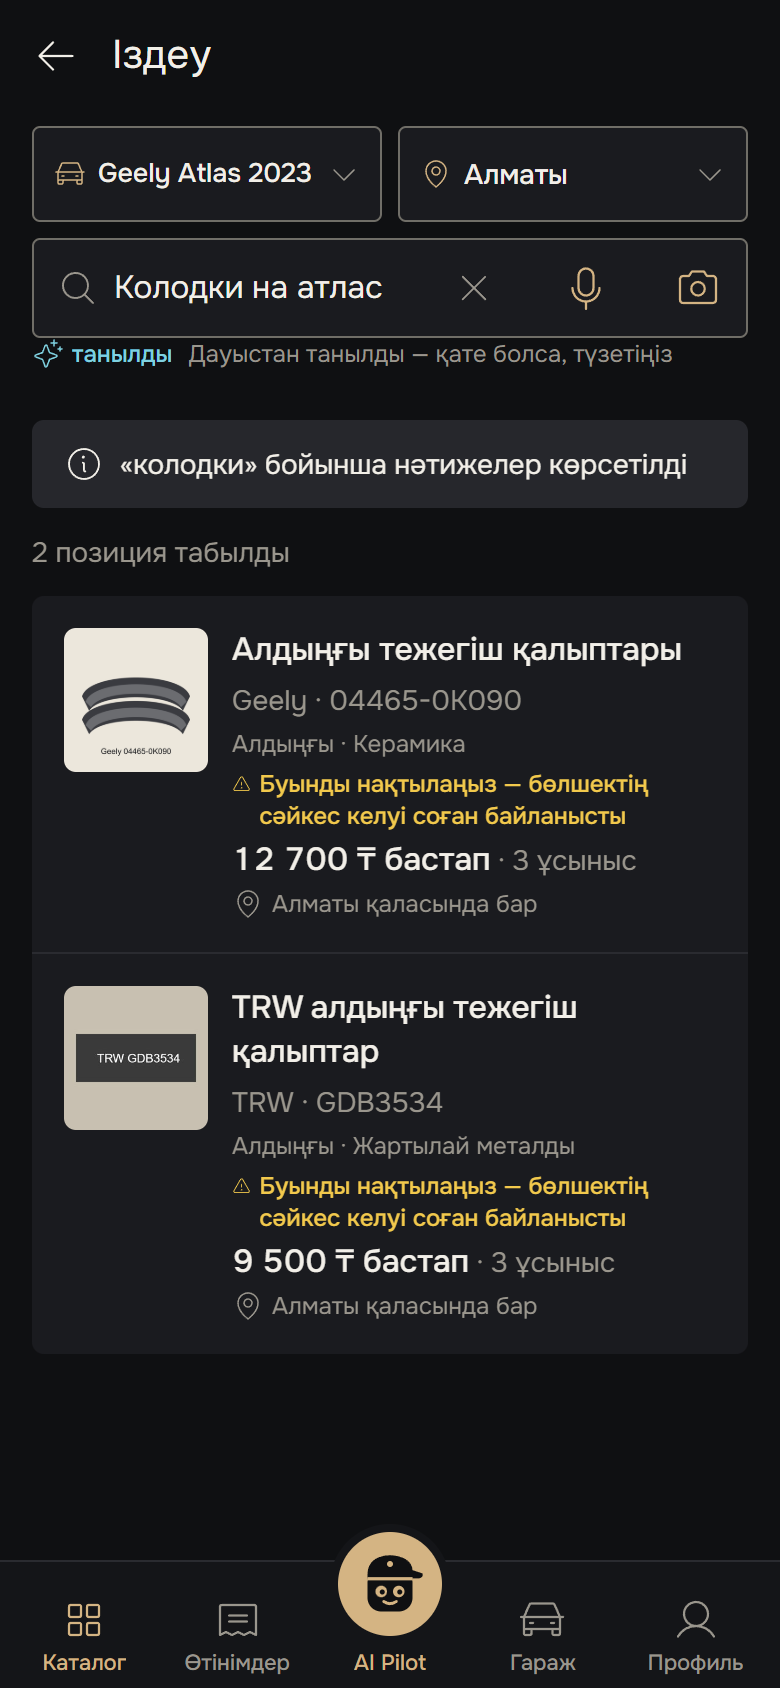 Іздеу
Geely Atlas 2023
Алматы
Колодки на атлас
танылды Дауыстан танылды — қате болса, түзетіңіз
«колодки» бойынша нәтижелер көрсетілді
2 позиция табылды
Алдыңғы тежегіш қалыптары
Geely · 04465-0K090
Алдыңғы · Керамика
Буынды нақтылаңыз — бөлшектің
сәйкес келуі соған байланысты
12 700 ₸ бастап · 3 ұсыныс
Алматы қаласында бар
Geely 04465-0K090
TRW алдыңғы тежегіш
қалыптар
TRW · GDB3534
Алдыңғы · Жартылай металды
Буынды нақтылаңыз — бөлшектің
сәйкес келуі соған байланысты
9 500 ₸ бастап · 3 ұсыныс
Алматы қаласында бар
TRW GDB3534
Каталог
Өтінімдер
AI Pilot
Гараж
Профиль